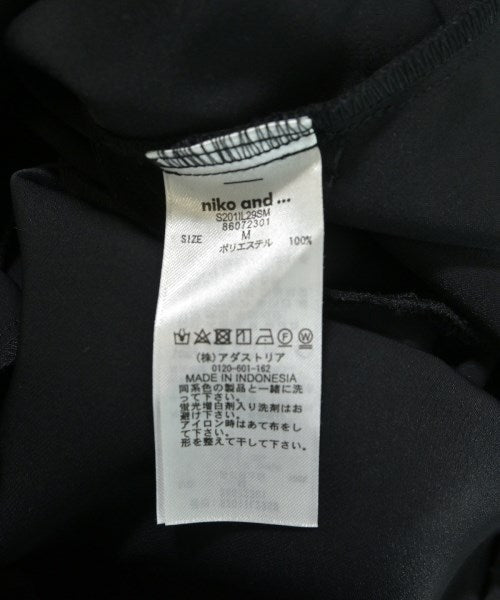 niko and ...
S201IL29SM
86072301
SIZE M
ポリエステル 100%
Ⓕ Ⓦ
(株)アダストリア
0120-601-162
MADE IN INDONESIA
同系色の製品と一緒に洗
って下さい。
蛍光増白剤入り洗剤はお
避け下さい。
アイロン時はあて布をし
て下さい。
形を整えて干して下さい。